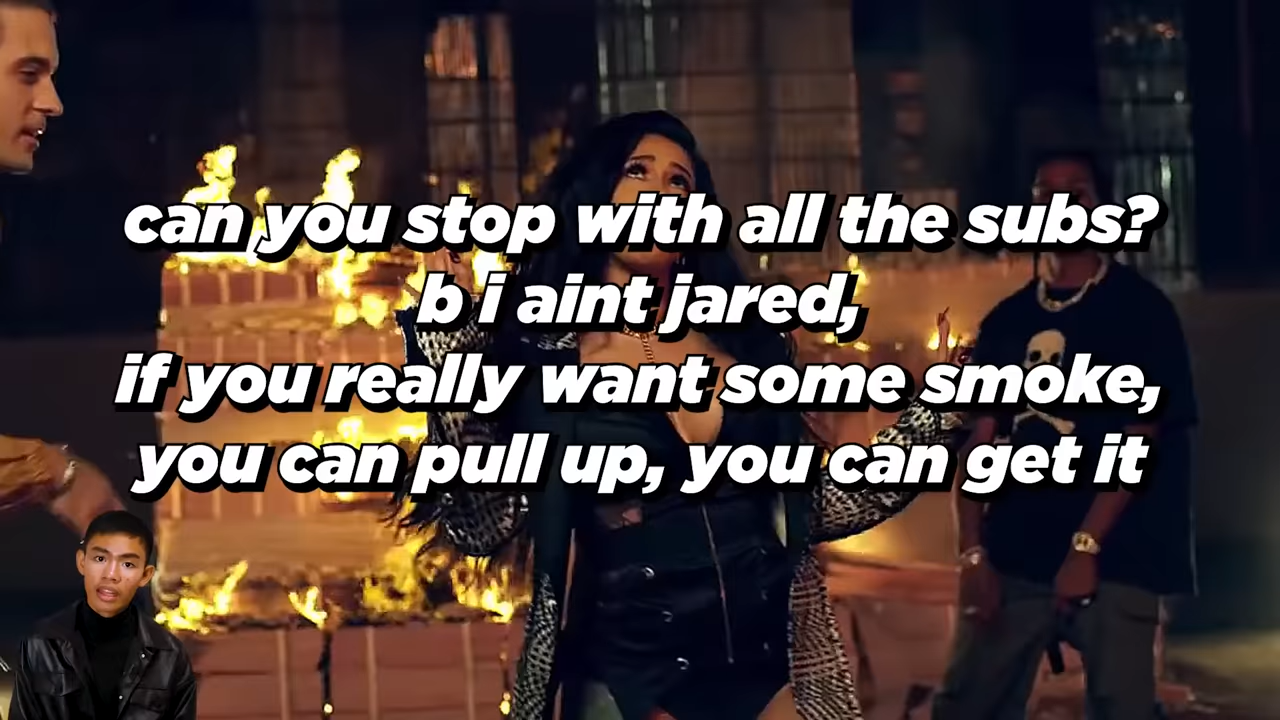 can you stop with all the subs?
b i aint jared,
if you really want some smoke,
you can pull up, you can get it